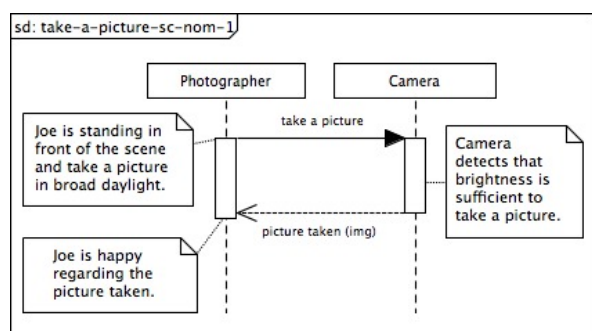 sd: take-a-picture-sc-nom-1
Photographer
Camera
take a picture
Joe is standing in
front of the scene
and take a picture
in broad daylight.
Camera
detects that
brightness is
sufficient to
take a picture.
picture taken (img)
Joe is happy
regarding the
picture taken.